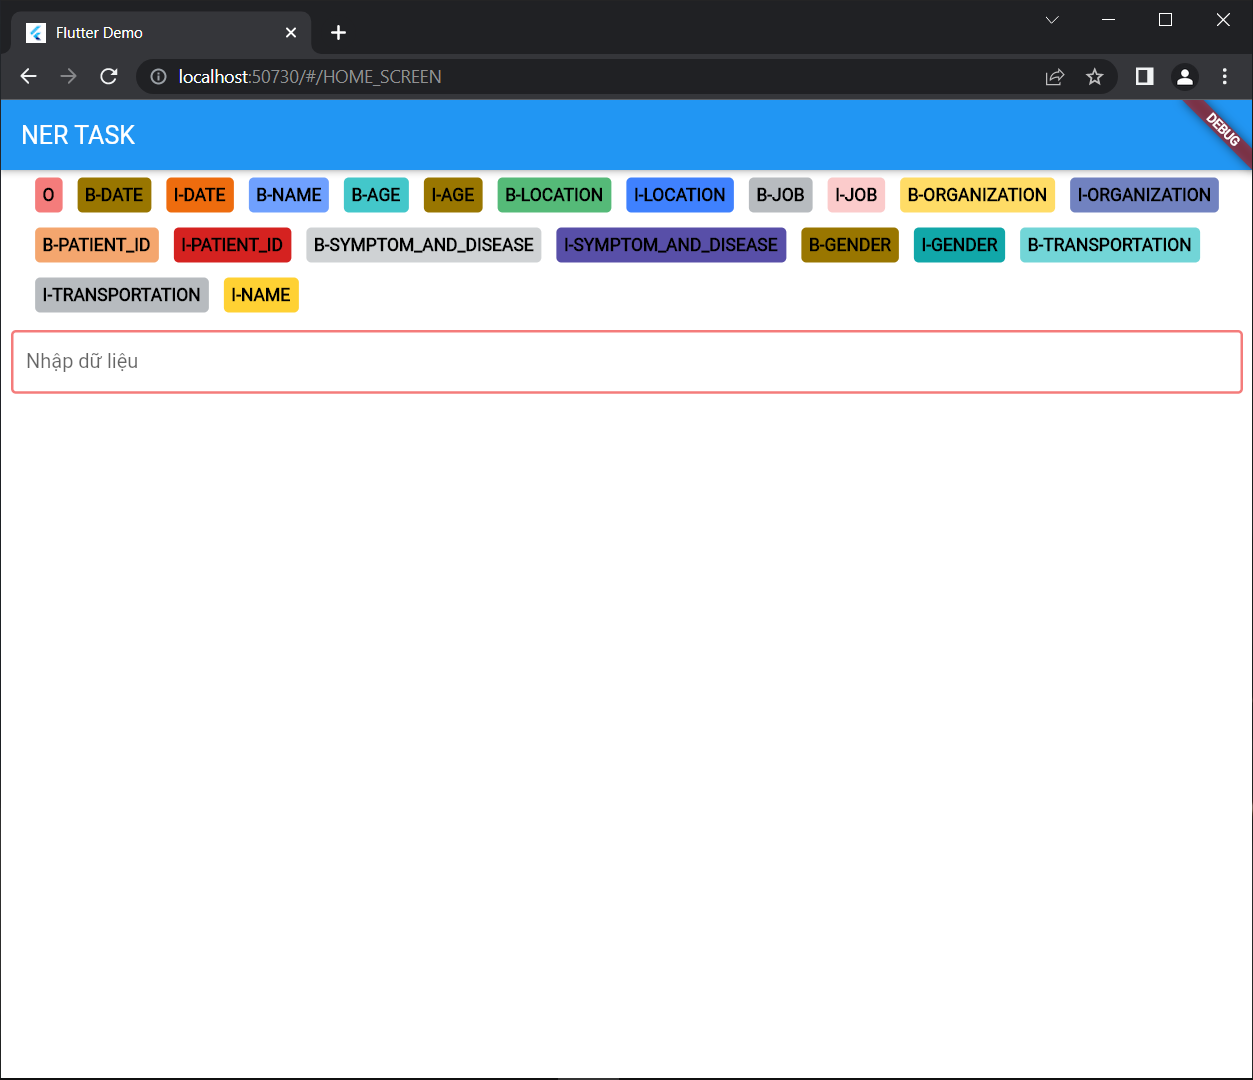 Flutter Demo
localhost:50730/#/HOME_SCREEN
NER TASK
DEBUG
O B-DATE I-DATE B-NAME B-AGE I-AGE B-LOCATION I-LOCATION B-JOB I-JOB B-ORGANIZATION I-ORGANIZATION
B-PATIENT_ID I-PATIENT_ID B-SYMPTOM_AND_DISEASE I-SYMPTOM_AND_DISEASE B-GENDER I-GENDER B-TRANSPORTATION
I-TRANSPORTATION I-NAME
Nhập dữ liệu